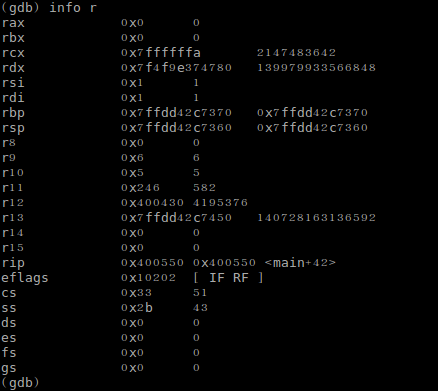 (gdb) info r
rax 0x0 0
rbx 0x0 0
rcx 0x7ffffffa 2147483642
rdx 0x7f4f9e374780 139979933566848
rsi 0x1 1
rdi 0x1 1
rbp 0x7ffdd42c7370 0x7ffdd42c7370
rsp 0x7ffdd42c7360 0x7ffdd42c7360
r8 0x0 0
r9 0x6 6
r10 0x5 5
r11 0x246 582
r12 0x400430 4195376
r13 0x7ffdd42c7450 140728163136592
r14 0x0 0
r15 0x0 0
rip 0x400550 0x400550 <main+42>
eflags 0x10202 [ IF RF ]
cs 0x33 51
ss 0x2b 43
ds 0x0 0
es 0x0 0
fs 0x0 0
gs 0x0 0
(gdb)